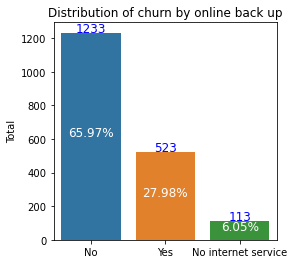 Distribution of churn by online back up
Total
1200
1000
800
600
400
200
0
1233
65.97%
523
27.98%
113
6.05%
No
Yes
No internet service